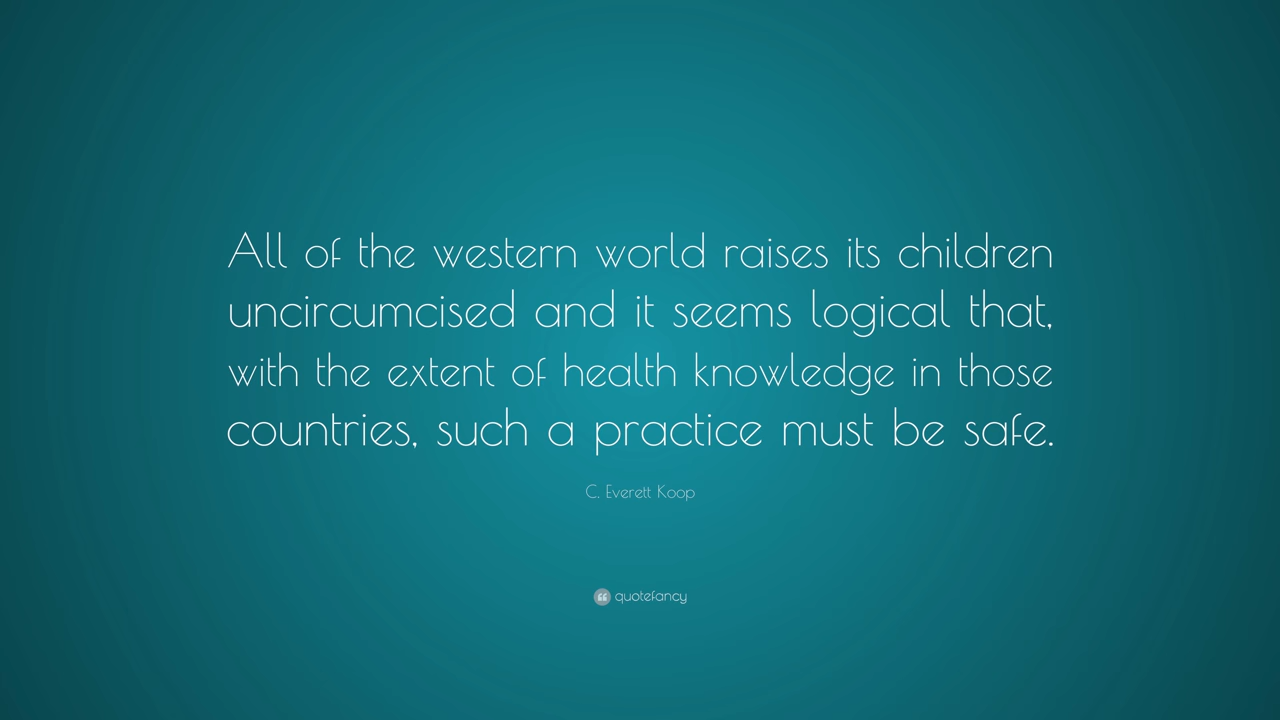 All of the western world raises its children
uncircumcised and it seems logical that,
with the extent of health knowledge in those
countries, such a practice must be safe.
C. Everett Koop
quotefancy